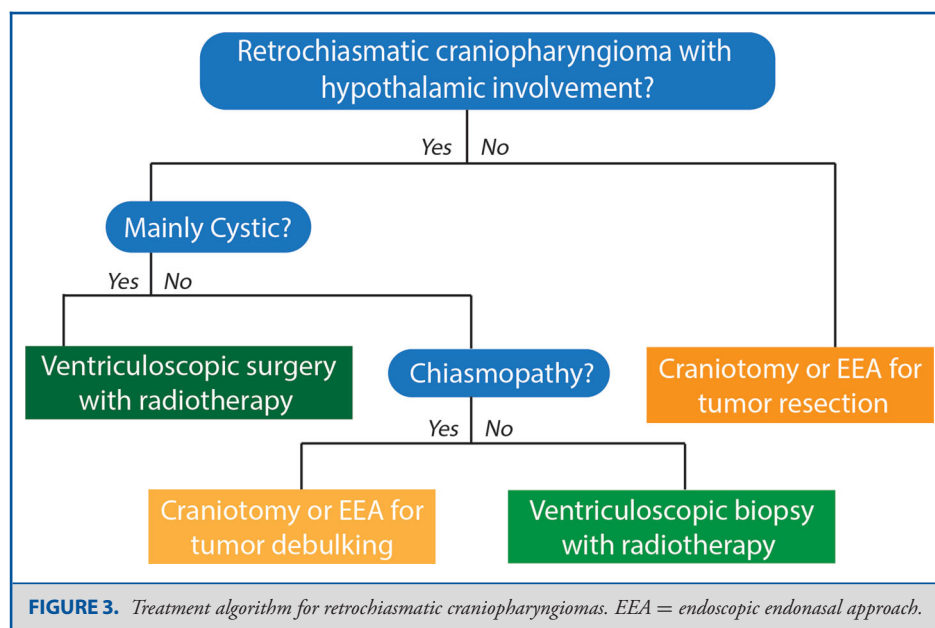 Retrochiasmatic craniopharyngioma with
hypothalamic involvement?
Yes No
Mainly Cystic?
Yes No
Ventriculoscopic surgery
with radiotherapy
Chiasmopathy?
Craniotomy or EEA for
tumor resection
Yes No
Craniotomy or EEA for
tumor debulking
Ventriculoscopic biopsy
with radiotherapy
FIGURE 3. Treatment algorithm for retrochiasmatic craniopharyngiomas. EEA = endoscopic endonasal approach.